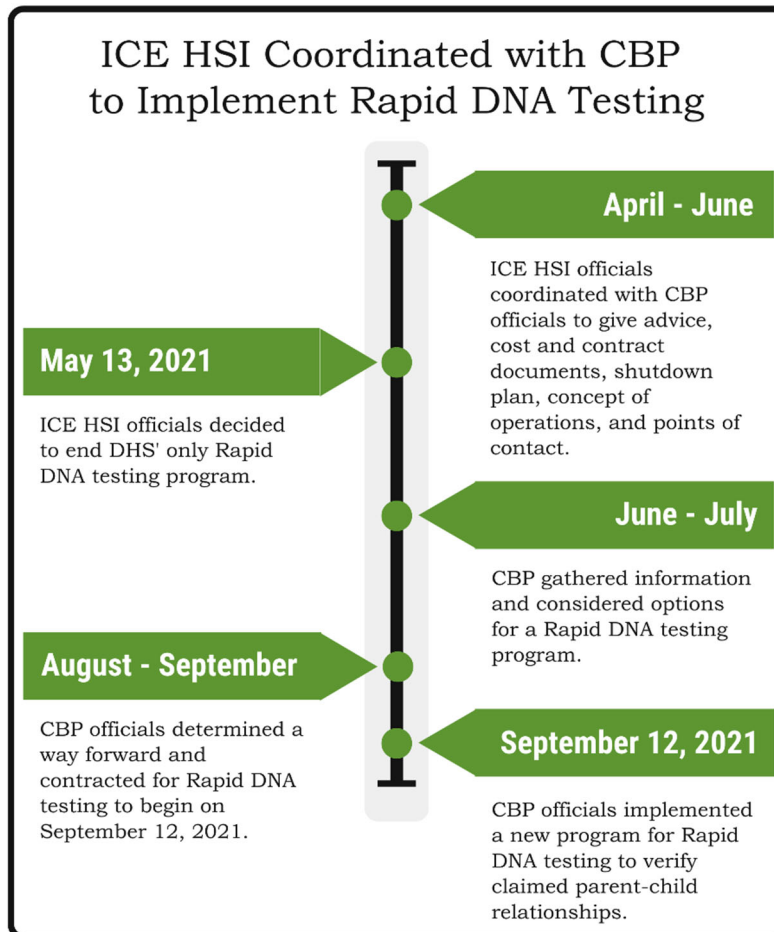 ICE HSI Coordinated with CBP
to Implement Rapid DNA Testing
April - June
ICE HSI officials
coordinated with CBP
officials to give advice,
cost and contract
documents, shutdown
plan, concept of
operations, and points of
contact.
May 13, 2021
ICE HSI officials decided
to end DHS' only Rapid
DNA testing program.
June - July
CBP gathered information
and considered options
for a Rapid DNA testing
program.
August - September
CBP officials determined a
way forward and
contracted for Rapid DNA
testing to begin on
September 12, 2021.
September 12, 2021
CBP officials implemented
a new program for Rapid
DNA testing to verify
claimed parent-child
relationships.